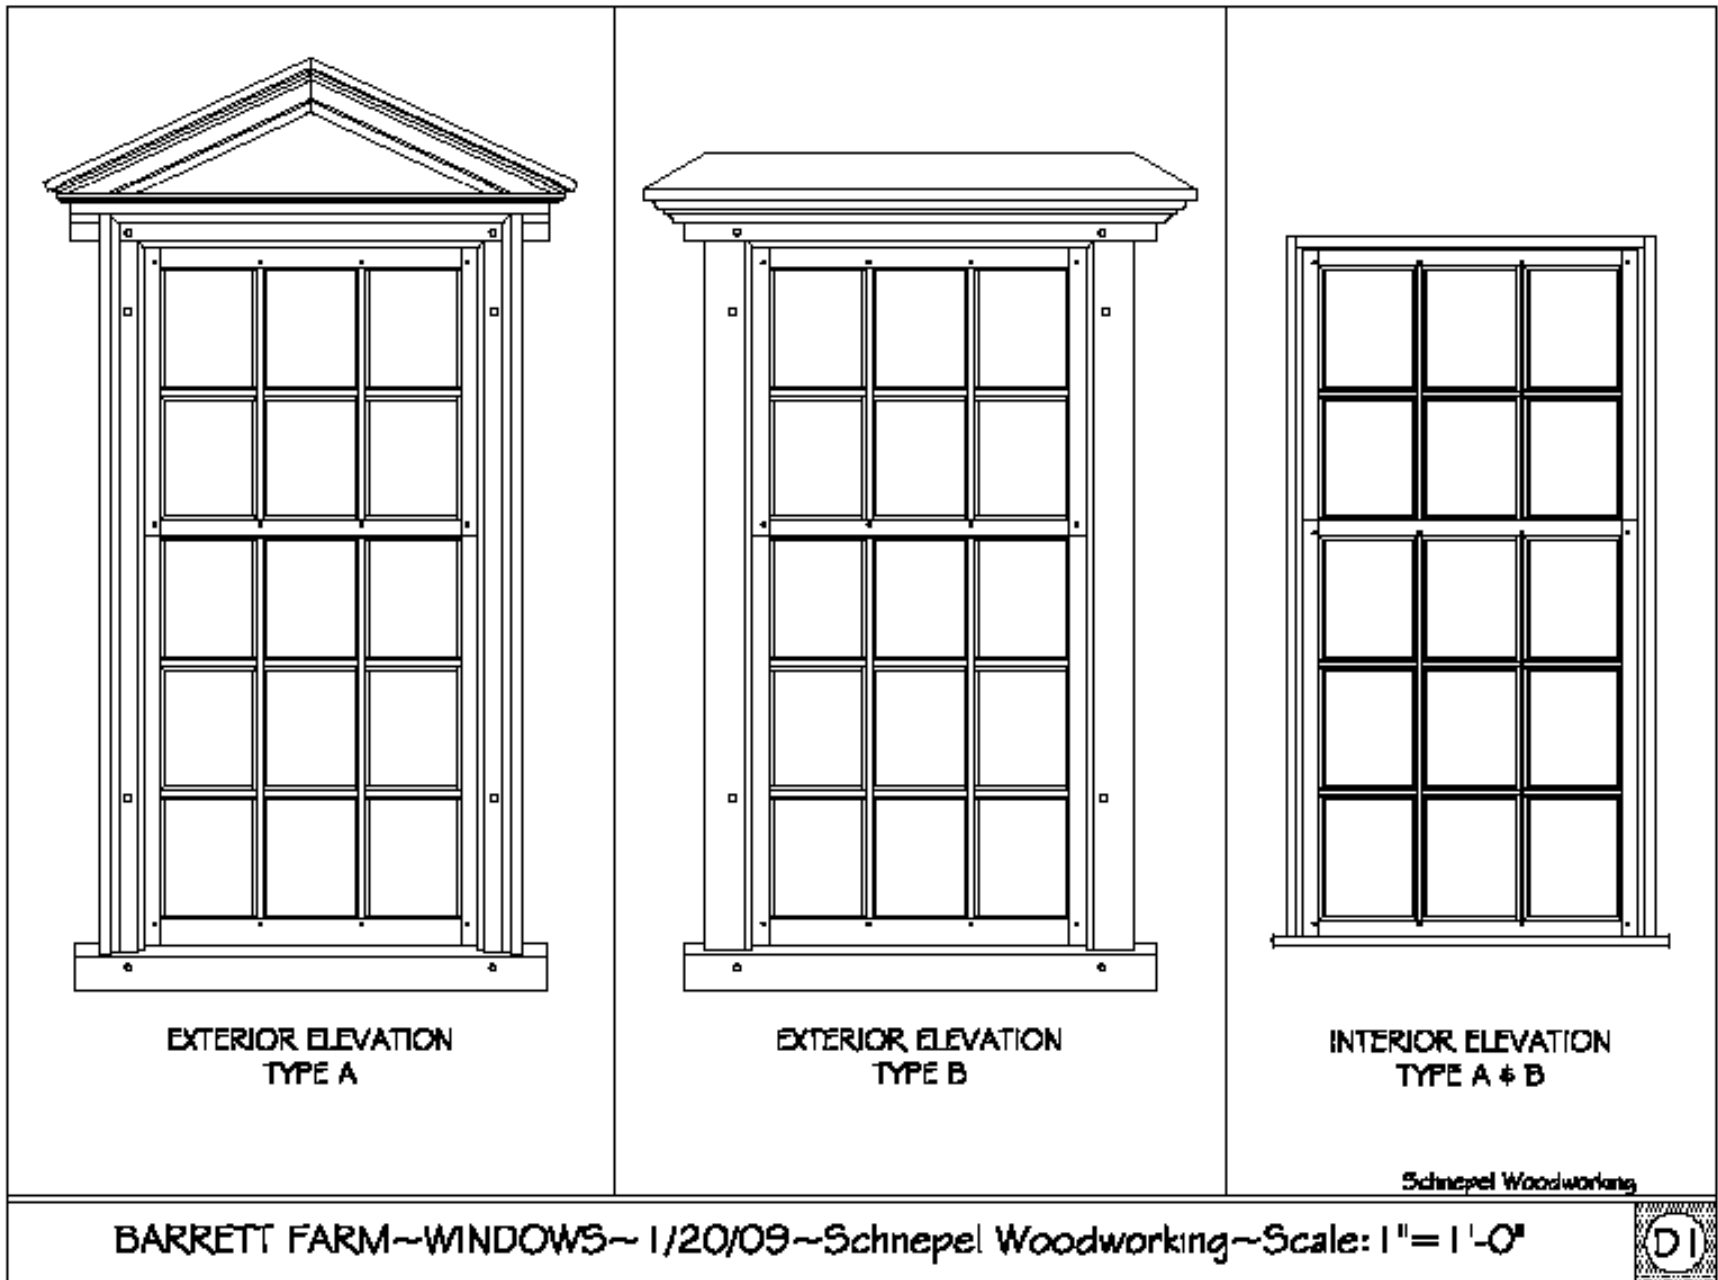 EXTERIOR ELEVATION
TYPE A
EXTERIOR ELEVATION
TYPE B
INTERIOR ELEVATION
TYPE A & B
Schnepel Woodworking
BARRETT FARM~WINDOWS~1/20/09~Schnepel Woodworking~Scale:1"=1'-0"
D1